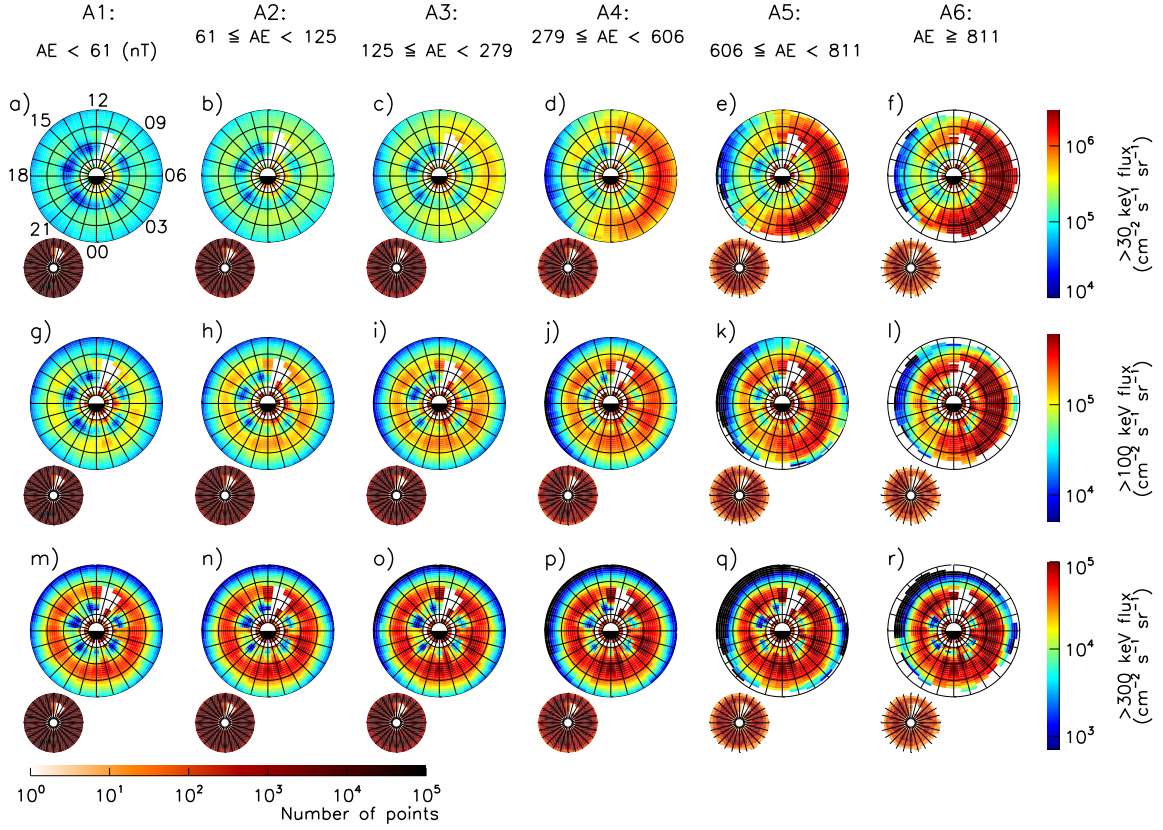 A1:
AE < 61 (nT)
A2:
61 ≦ AE < 125
A3:
125 ≦ AE < 279
A4:
279 ≦ AE < 606
A5:
606 ≦ AE < 811
A6:
AE ≧ 811
a)
12
15
09
18
06
21
03
00
b)
c)
d)
e)
f)
10⁶
10⁵
10⁴
>30 keV flux
(cm⁻² s⁻¹ sr⁻¹)
g)
h)
i)
j)
k)
l)
10⁵
10⁴
>100 keV flux
(cm⁻² s⁻¹ sr⁻¹)
m)
n)
o)
p)
q)
r)
10⁵
10⁴
10³
>300 keV flux
(cm⁻² s⁻¹ sr⁻¹)
10⁰ 10¹ 10² 10³ 10⁴ 10⁵
Number of points